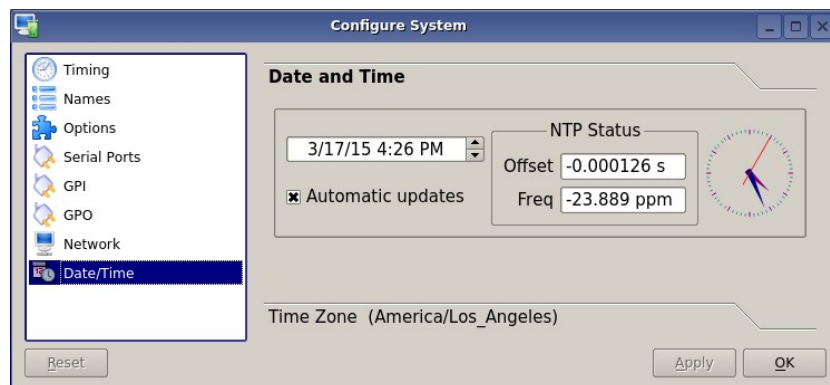 Configure System
Timing
Names
Options
Serial Ports
GPI
GPO
Network
Date/Time
Date and Time
3/17/15 4:26 PM
Automatic updates
NTP Status
Offset -0.000126 s
Freq -23.889 ppm
Time Zone (America/Los_Angeles)
Reset
Apply
OK